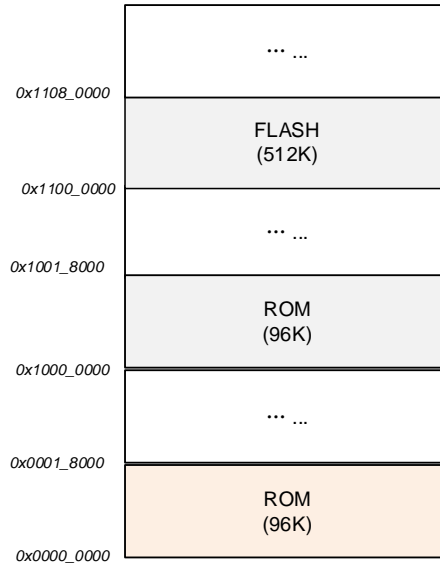 ... ...
0x1108_0000
FLASH
(512K)
0x1100_0000
... ...
0x1001_8000
ROM
(96K)
0x1000_0000
... ...
0x0001_8000
ROM
(96K)
0x0000_0000